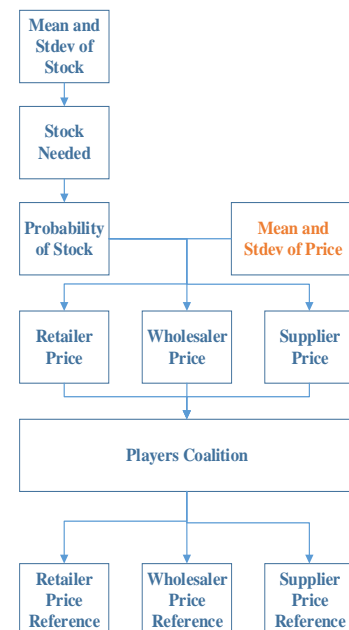 Mean and
Stdev of
Stock
Stock
Needed
Probability
of Stock
Mean and
Stdev of Price
Retailer
Price
Wholesaler
Price
Supplier
Price
Players Coalition
Retailer
Price
Reference
Wholesaler
Price
Reference
Supplier
Price
Reference